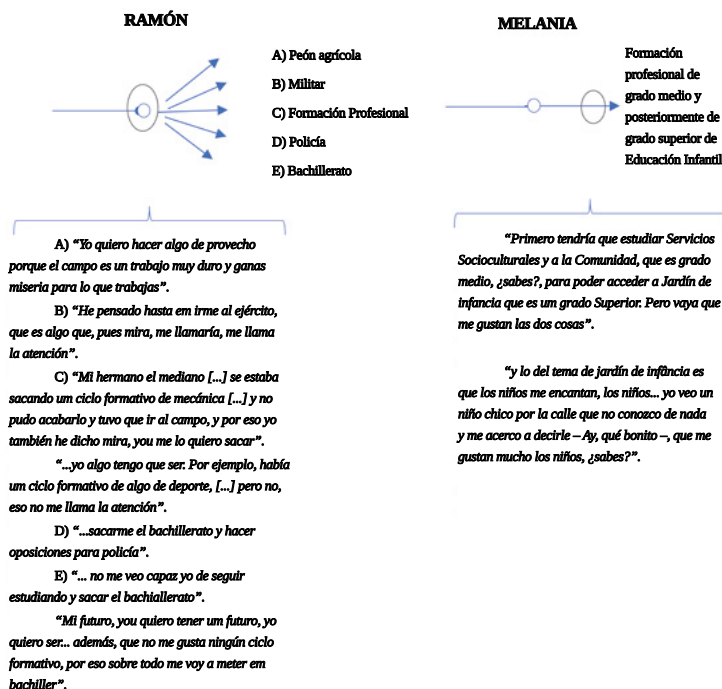 RAMÓN
A) Peón agrícola
B) Militar
C) Formación Profesional
D) Policía
E) Bachillerato
A) “Yo quiero hacer algo de provecho
porque el campo es un trabajo muy duro y ganas
miseria para lo que trabajas”.
B) “He pensado hasta em irme al ejército,
que es algo que, pues mira, me llamaría, me llama
la atención”.
C) “Mi hermano el mediano [...] se estaba
sacando um ciclo formativo de mecánica [...] y no
pudo acabarlo y tuvo que ir al campo, y por eso yo
también he dicho mira, you me lo quiero sacar”.
“...yo algo tengo que ser. Por ejemplo, había
um ciclo formativo de algo de deporte, [...] pero no,
eso no me llama la atención”.
D) “...sacarme el bachillerato y hacer
oposiciones para policía”.
E) “... no me veo capaz yo de seguir
estudiando y sacar el bachiallerato”.
“Mi futuro, you quiero tener um futuro, yo
quiero ser... además, que no me gusta ningún ciclo
formativo, por eso sobre todo me voy a meter em
bachiller”.
MELANIA
Formación
profesional de
grado medio y
posteriormente de
grado superior de
Educación Infantil
“Primero tendría que estudiar Servicios
Socioculturales y a la Comunidad, que es grado
medio, ¿sabes?, para poder acceder a Jardín de
infancia que es um grado Superior. Pero vaya que
me gustan las dos cosas”.
“y lo del tema de jardín de infância es
que los niños me encantan, los niños... yo veo un
niño chico por la calle que no conozco de nada
y me acerco a decirle – Ay, qué bonito –, que me
gustan mucho los niños, ¿sabes?”.